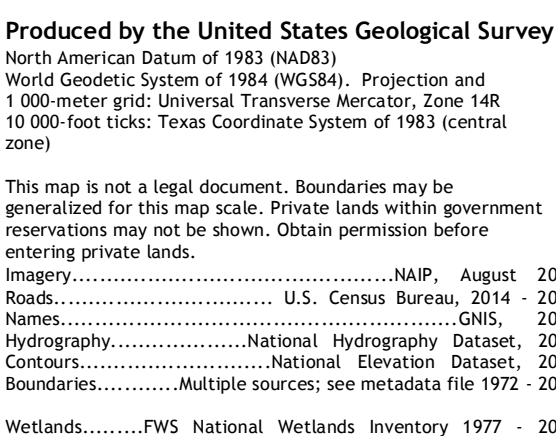 Produced by the United States Geological Survey
North American Datum of 1983 (NAD83)
World Geodetic System of 1984 (WGS84). Projection and
1 000-meter grid: Universal Transverse Mercator, Zone 14R
10 000-foot ticks: Texas Coordinate System of 1983 (central
zone)
This map is not a legal document. Boundaries may be
generalized for this map scale. Private lands within government
reservations may not be shown. Obtain permission before
entering private lands.
Imagery.............................................NAIP, August 20
Roads............................... U.S. Census Bureau, 2014 - 20
Names.......................................................GNIS, 20
Hydrography...................National Hydrography Dataset, 20
Contours.......................National Elevation Dataset, 20
Boundaries............Multiple sources; see metadata file 1972 - 20
Wetlands.........FWS National Wetlands Inventory 1977 - 20